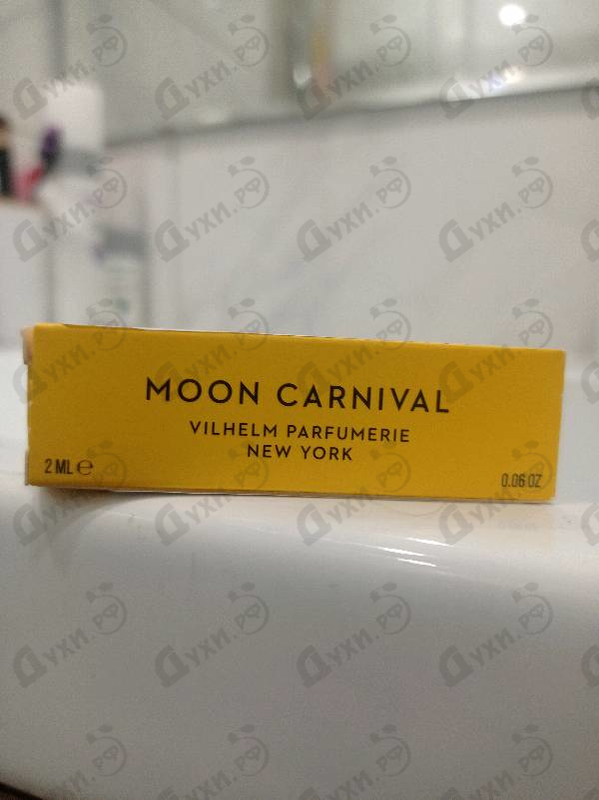 MOON CARNIVAL
VILHELM PARFUMERIE
NEW YORK
2 ML ℮
0.06 OZ
Духи.рф